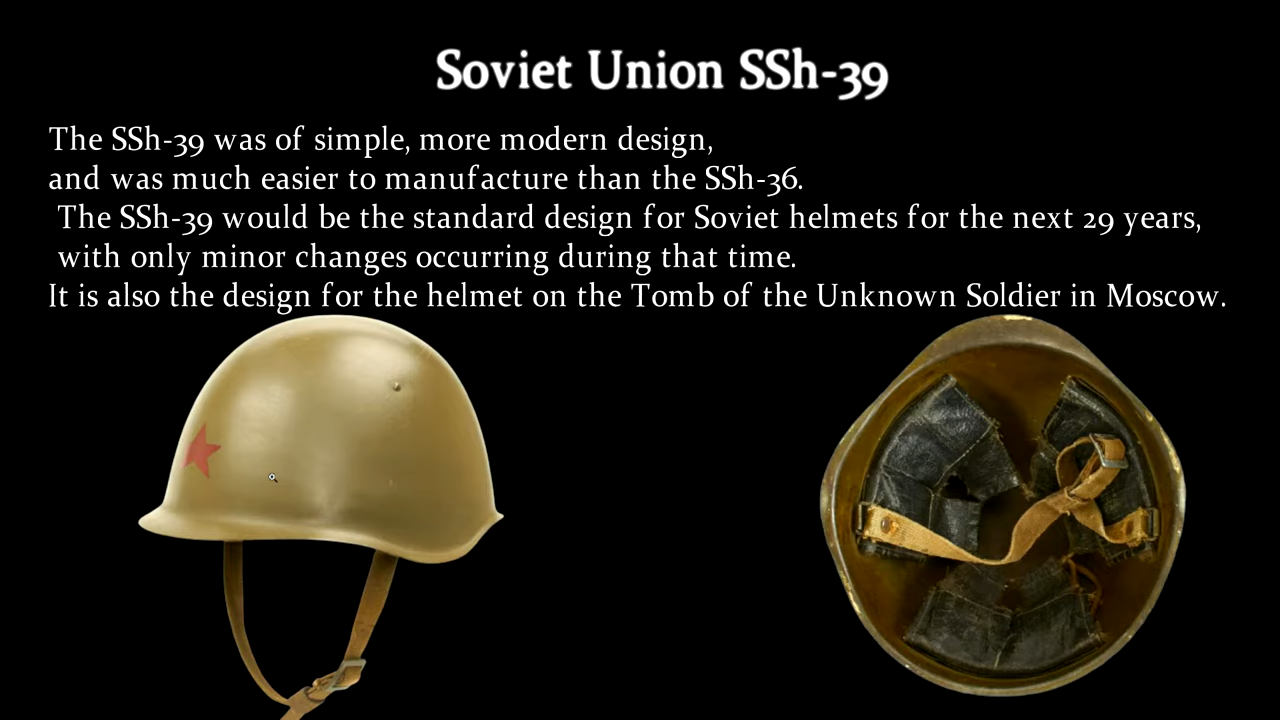 Soviet Union SSh-39
The SSh-39 was of simple, more modern design,
and was much easier to manufacture than the SSh-36.
The SSh-39 would be the standard design for Soviet helmets for the next 29 years,
with only minor changes occurring during that time.
It is also the design for the helmet on the Tomb of the Unknown Soldier in Moscow.